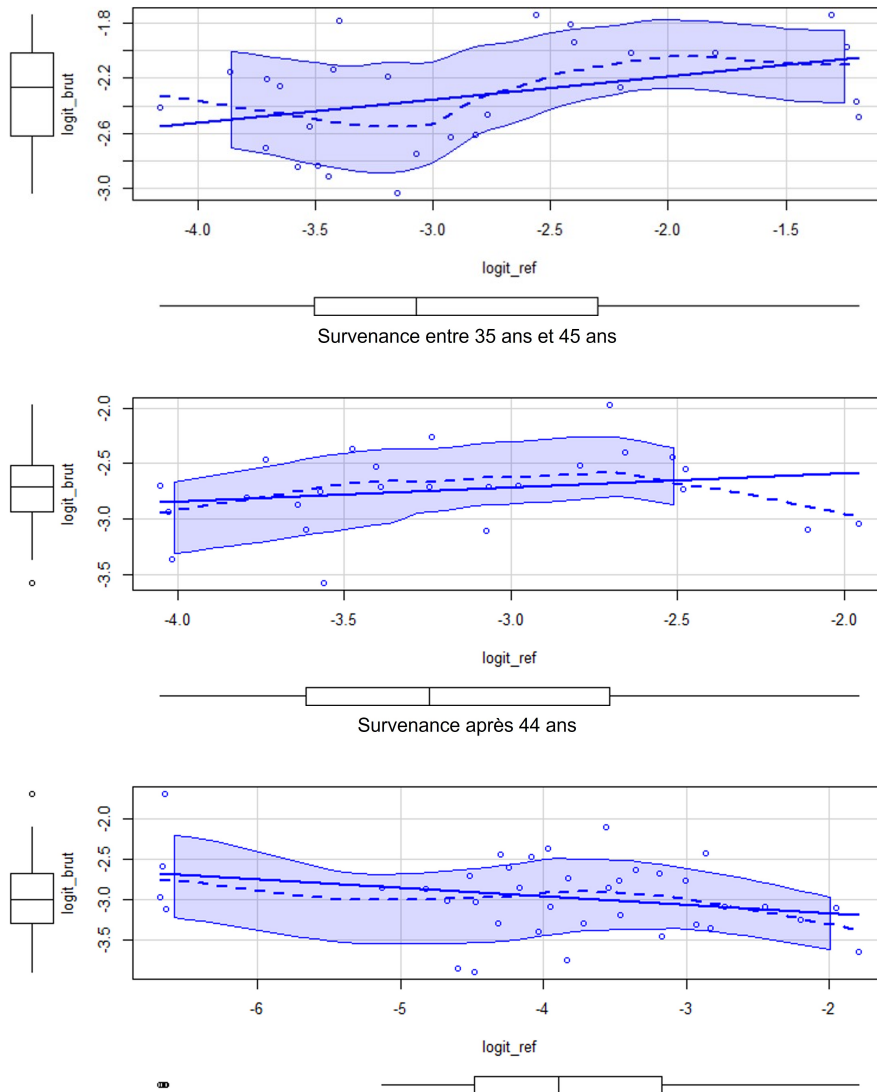 -1.8
-2.2
-2.6
-3.0
logit_brut
-4.0 -3.5 -3.0 -2.5 -2.0 -1.5
logit_ref
Survenance entre 35 ans et 45 ans
-2.0
-2.5
-3.0
-3.5
logit_brut
-4.0 -3.5 -3.0 -2.5 -2.0
logit_ref
Survenance après 44 ans
-2.0
-2.5
-3.0
-3.5
logit_brut
-6 -5 -4 -3 -2
logit_ref